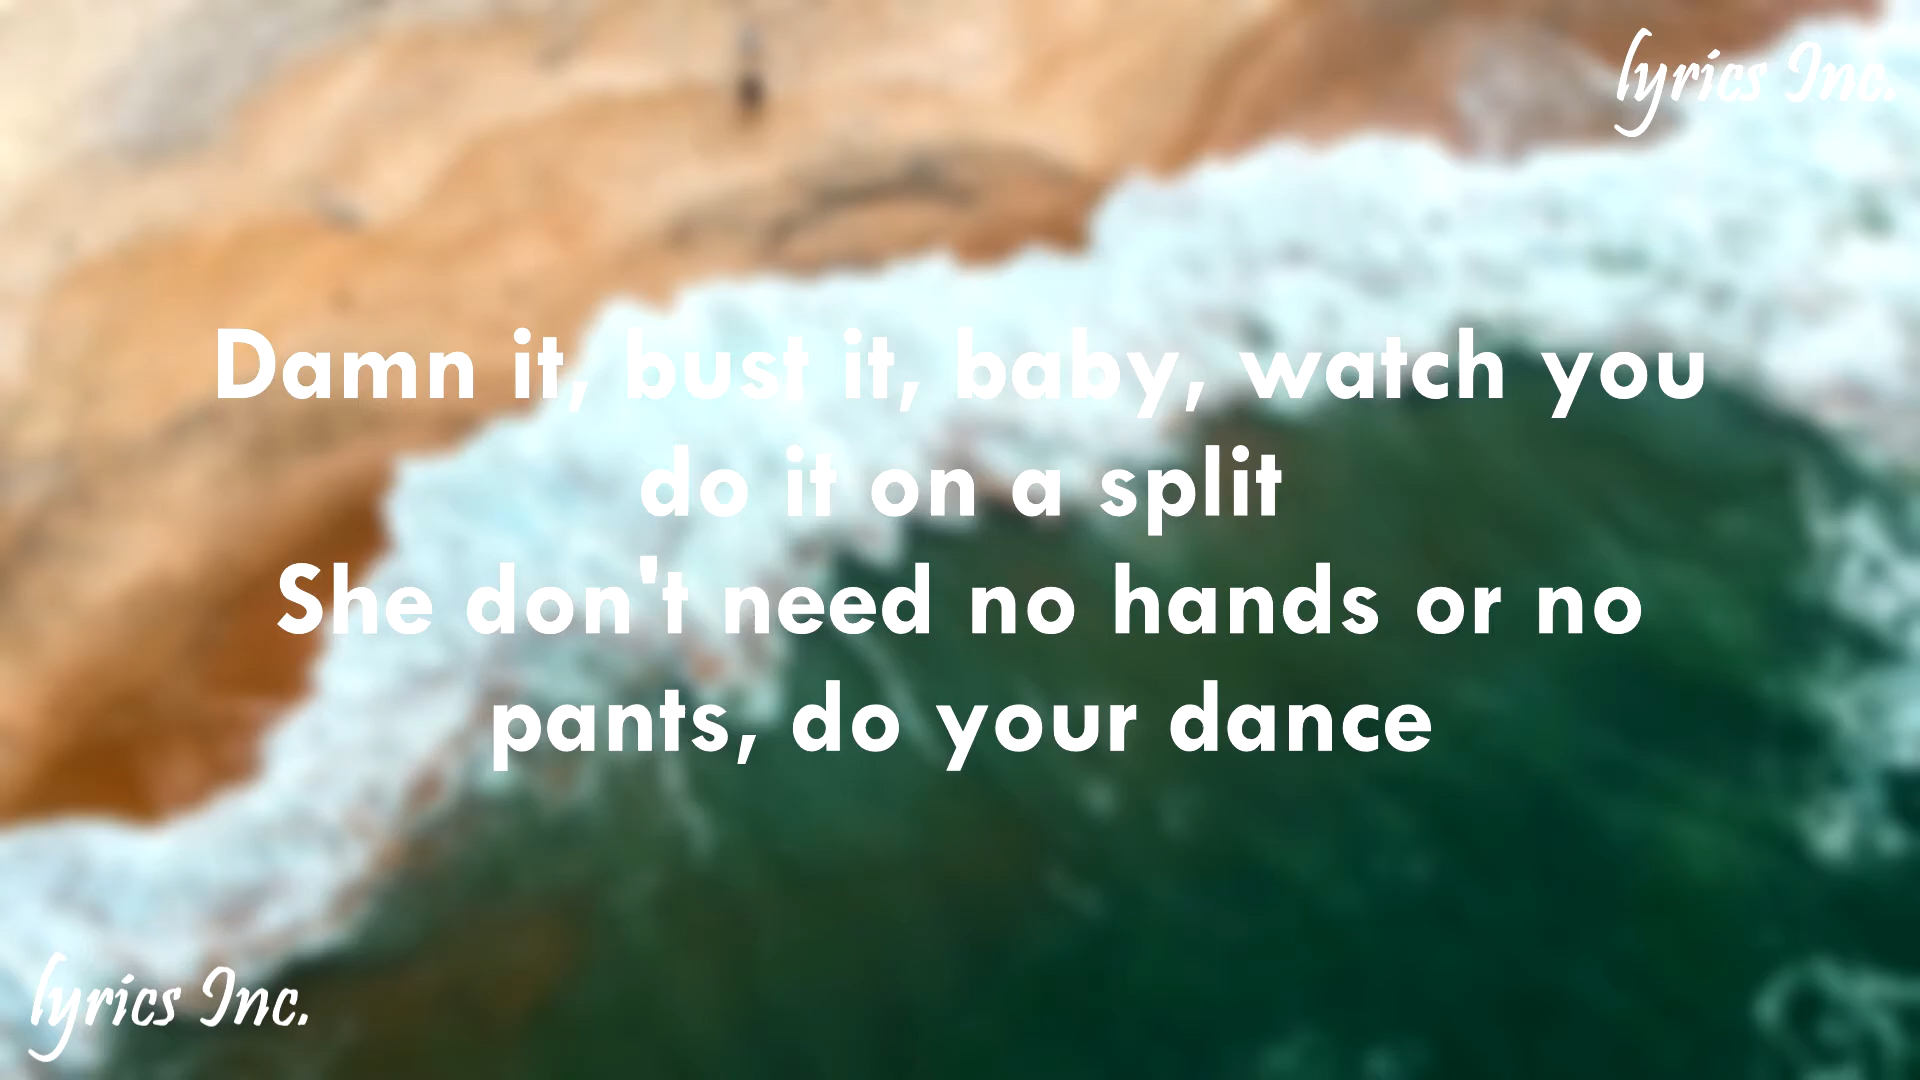 lyrics Inc.
Damn it, bust it, baby, watch you
do it on a split
She don't need no hands or no
pants, do your dance
lyrics Inc.